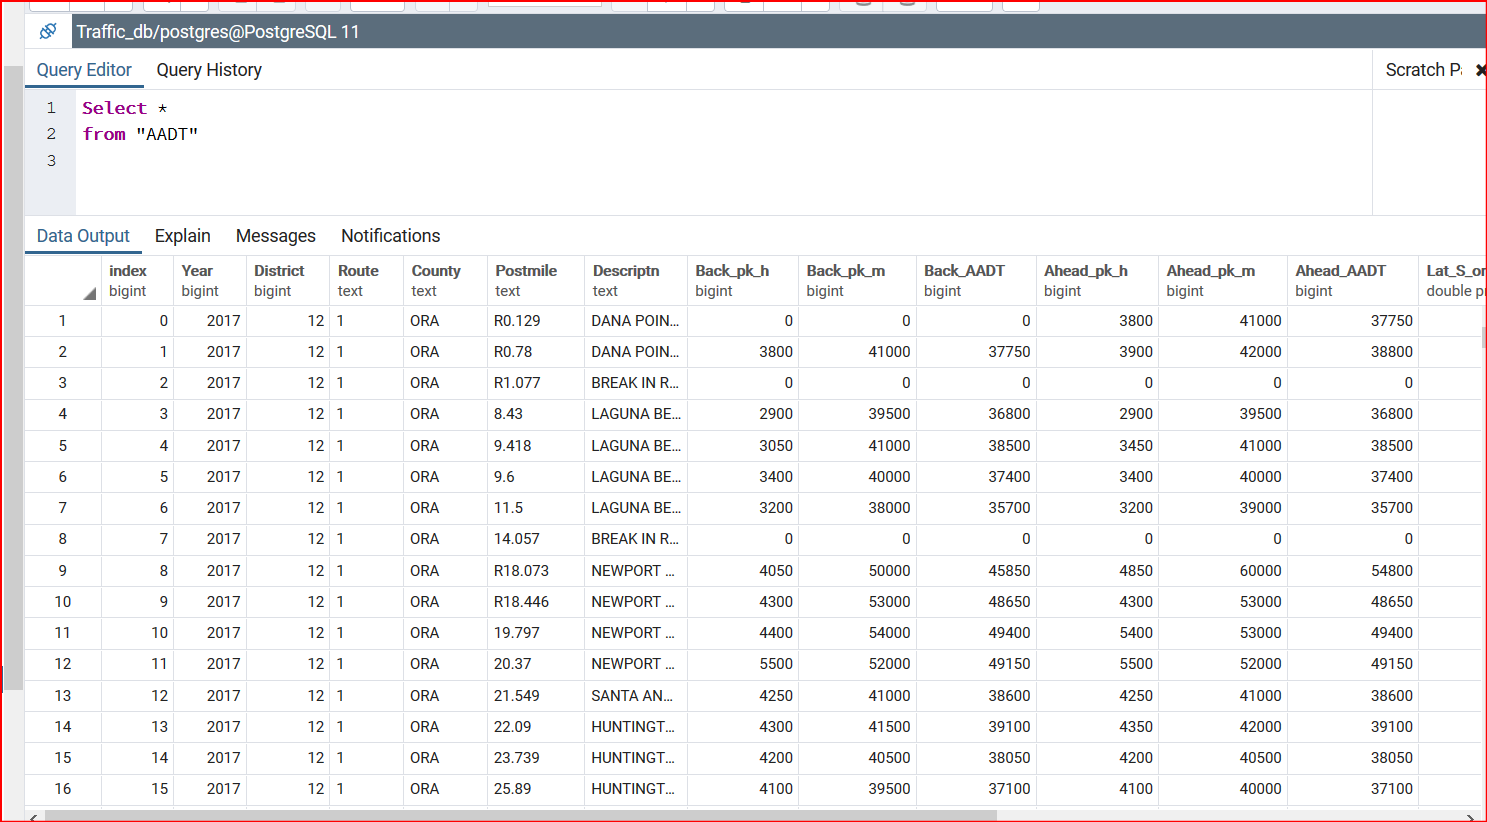 Traffic_db/postgres@PostgreSQL 11
Query Editor Query History Scratch P
1 Select *
2 from "AADT"
3
Data Output Explain Messages Notifications
index Year District Route County Postmile Descriptn Back_pk_h Back_pk_m Back_AADT Ahead_pk_h Ahead_pk_m Ahead_AADT Lat_S_or
bigint bigint bigint text text text text bigint bigint bigint bigint bigint bigint double pr
1 0 2017 12 1 ORA R0.129 DANA POIN... 0 0 0 3800 41000 37750
2 1 2017 12 1 ORA R0.78 DANA POIN... 3800 41000 37750 3900 42000 38800
3 2 2017 12 1 ORA R1.077 BREAK IN R... 0 0 0 0 0 0
4 3 2017 12 1 ORA 8.43 LAGUNA BE... 2900 39500 36800 2900 39500 36800
5 4 2017 12 1 ORA 9.418 LAGUNA BE... 3050 41000 38500 3450 41000 38500
6 5 2017 12 1 ORA 9.6 LAGUNA BE... 3400 40000 37400 3400 40000 37400
7 6 2017 12 1 ORA 11.5 LAGUNA BE... 3200 38000 35700 3200 39000 35700
8 7 2017 12 1 ORA 14.057 BREAK IN R... 0 0 0 0 0 0
9 8 2017 12 1 ORA R18.073 NEWPORT ... 4050 50000 45850 4850 60000 54800
10 9 2017 12 1 ORA R18.446 NEWPORT ... 4300 53000 48650 4300 53000 48650
11 10 2017 12 1 ORA 19.797 NEWPORT ... 4400 54000 49400 5400 53000 49400
12 11 2017 12 1 ORA 20.37 NEWPORT ... 5500 52000 49150 5500 52000 49150
13 12 2017 12 1 ORA 21.549 SANTA AN... 4250 41000 38600 4250 41000 38600
14 13 2017 12 1 ORA 22.09 HUNTINGT... 4300 41500 39100 4350 42000 39100
15 14 2017 12 1 ORA 23.739 HUNTINGT... 4200 40500 38050 4200 40500 38050
16 15 2017 12 1 ORA 25.89 HUNTINGT... 4100 39500 37100 4100 40000 37100